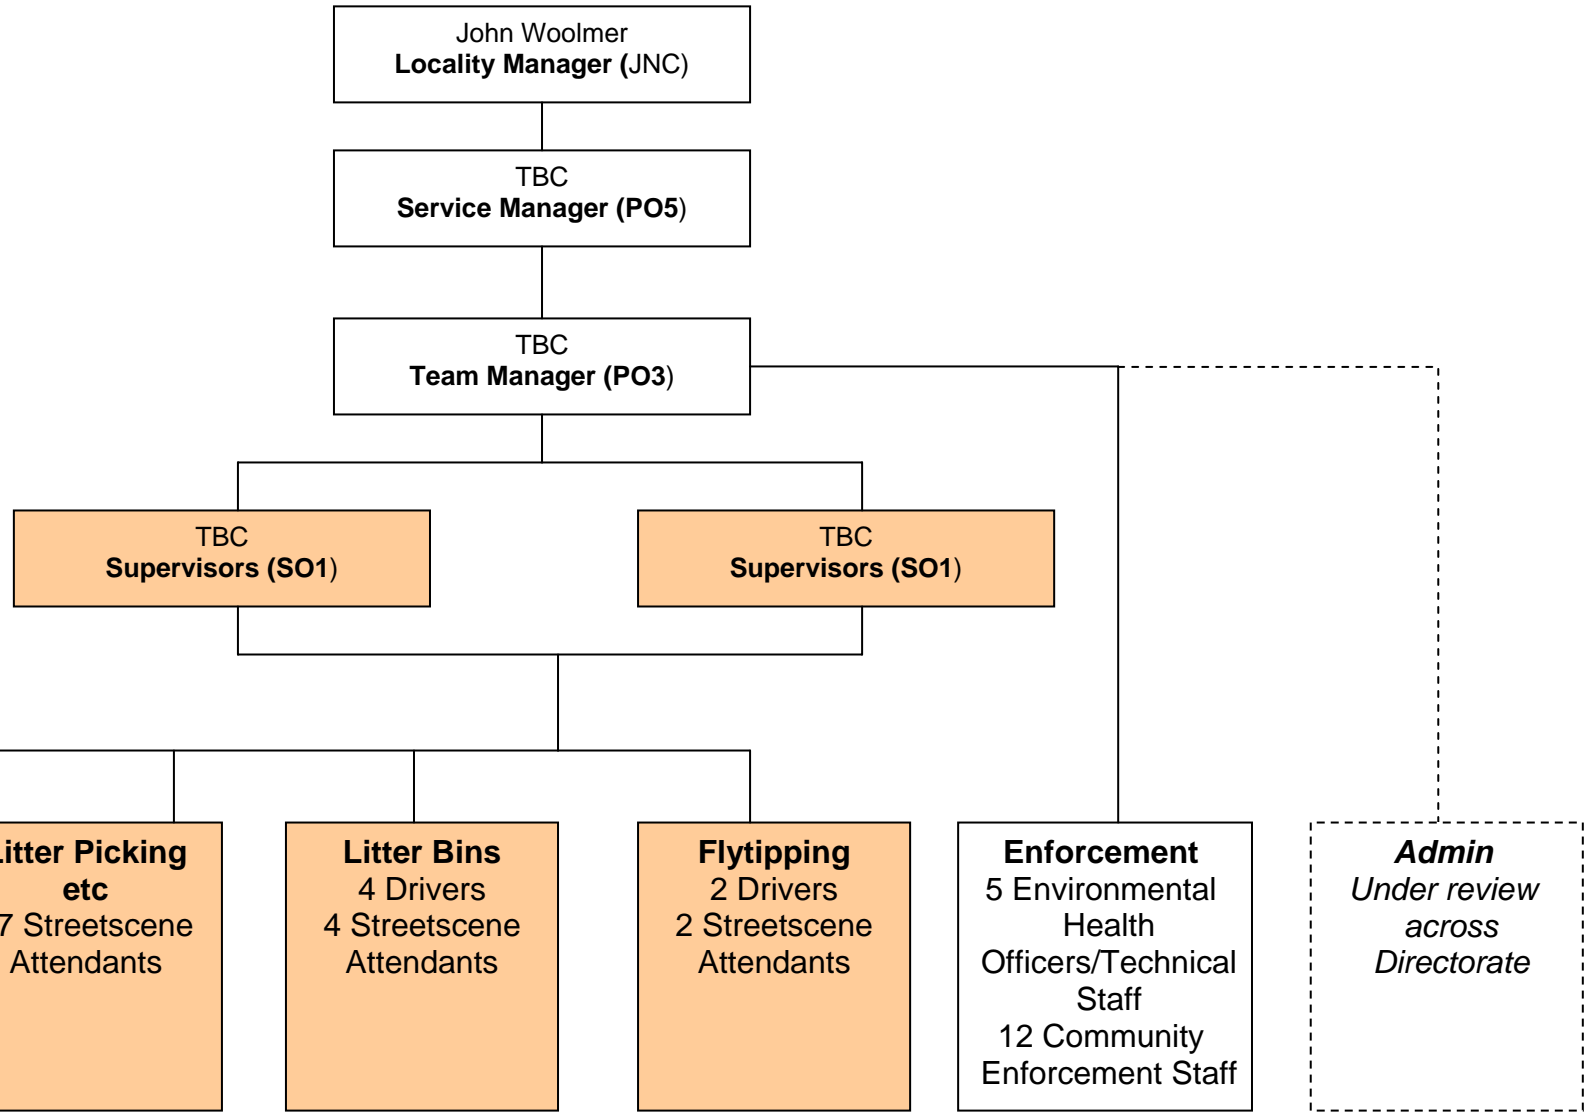 John Woolmer
Locality Manager (JNC)
TBC
Service Manager (PO5)
TBC
Team Manager (PO3)
TBC
Supervisors (SO1)
TBC
Supervisors (SO1)
Litter Picking
etc
7 Streetscene
Attendants
Litter Bins
4 Drivers
4 Streetscene
Attendants
Flytipping
2 Drivers
2 Streetscene
Attendants
Enforcement
5 Environmental
Health
Officers/Technical
Staff
12 Community
Enforcement Staff
Admin
Under review
across
Directorate